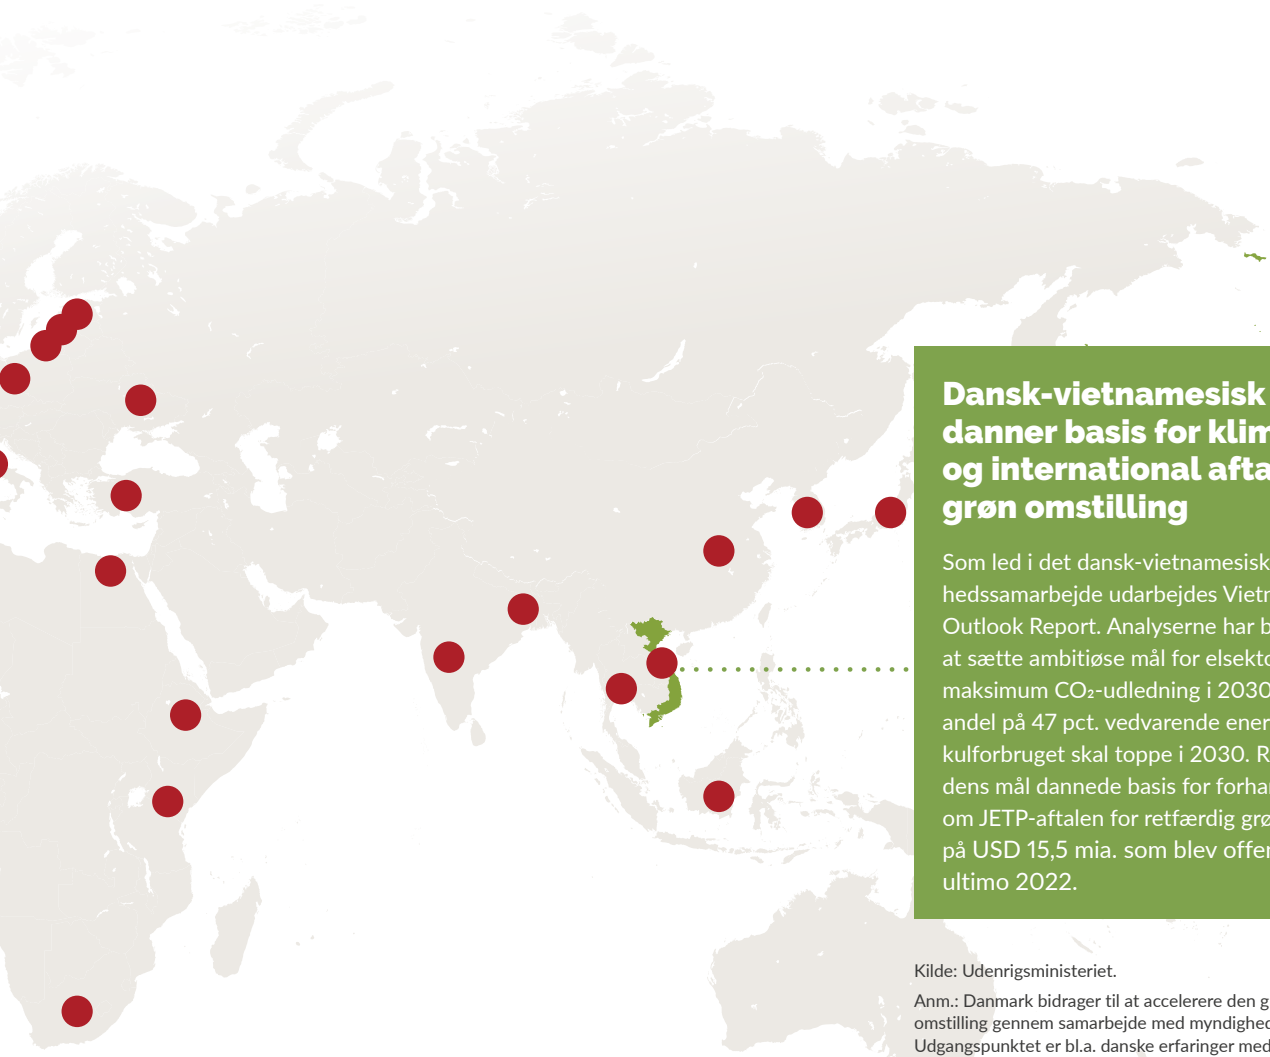 Dansk-vietnamesisk
danner basis for klim
og international afta
grøn omstilling
Som led i det dansk-vietnamesisk
hedssamarbejde udarbejdes Vietn
Outlook Report. Analyserne har b
at sætte ambitiøse mål for elsekto
maksimum CO₂-udledning i 2030
andel på 47 pct. vedvarende ener
kulforbruget skal toppe i 2030. R
dens mål dannede basis for forhan
om JETP-aftalen for retfærdig grø
på USD 15,5 mia. som blev offen
ultimo 2022.
Kilde: Udenrigsministeriet.
Anm.: Danmark bidrager til at accelerere den g
omstilling gennem samarbejde med myndighed
Udgangspunktet er bl.a. danske erfaringer med